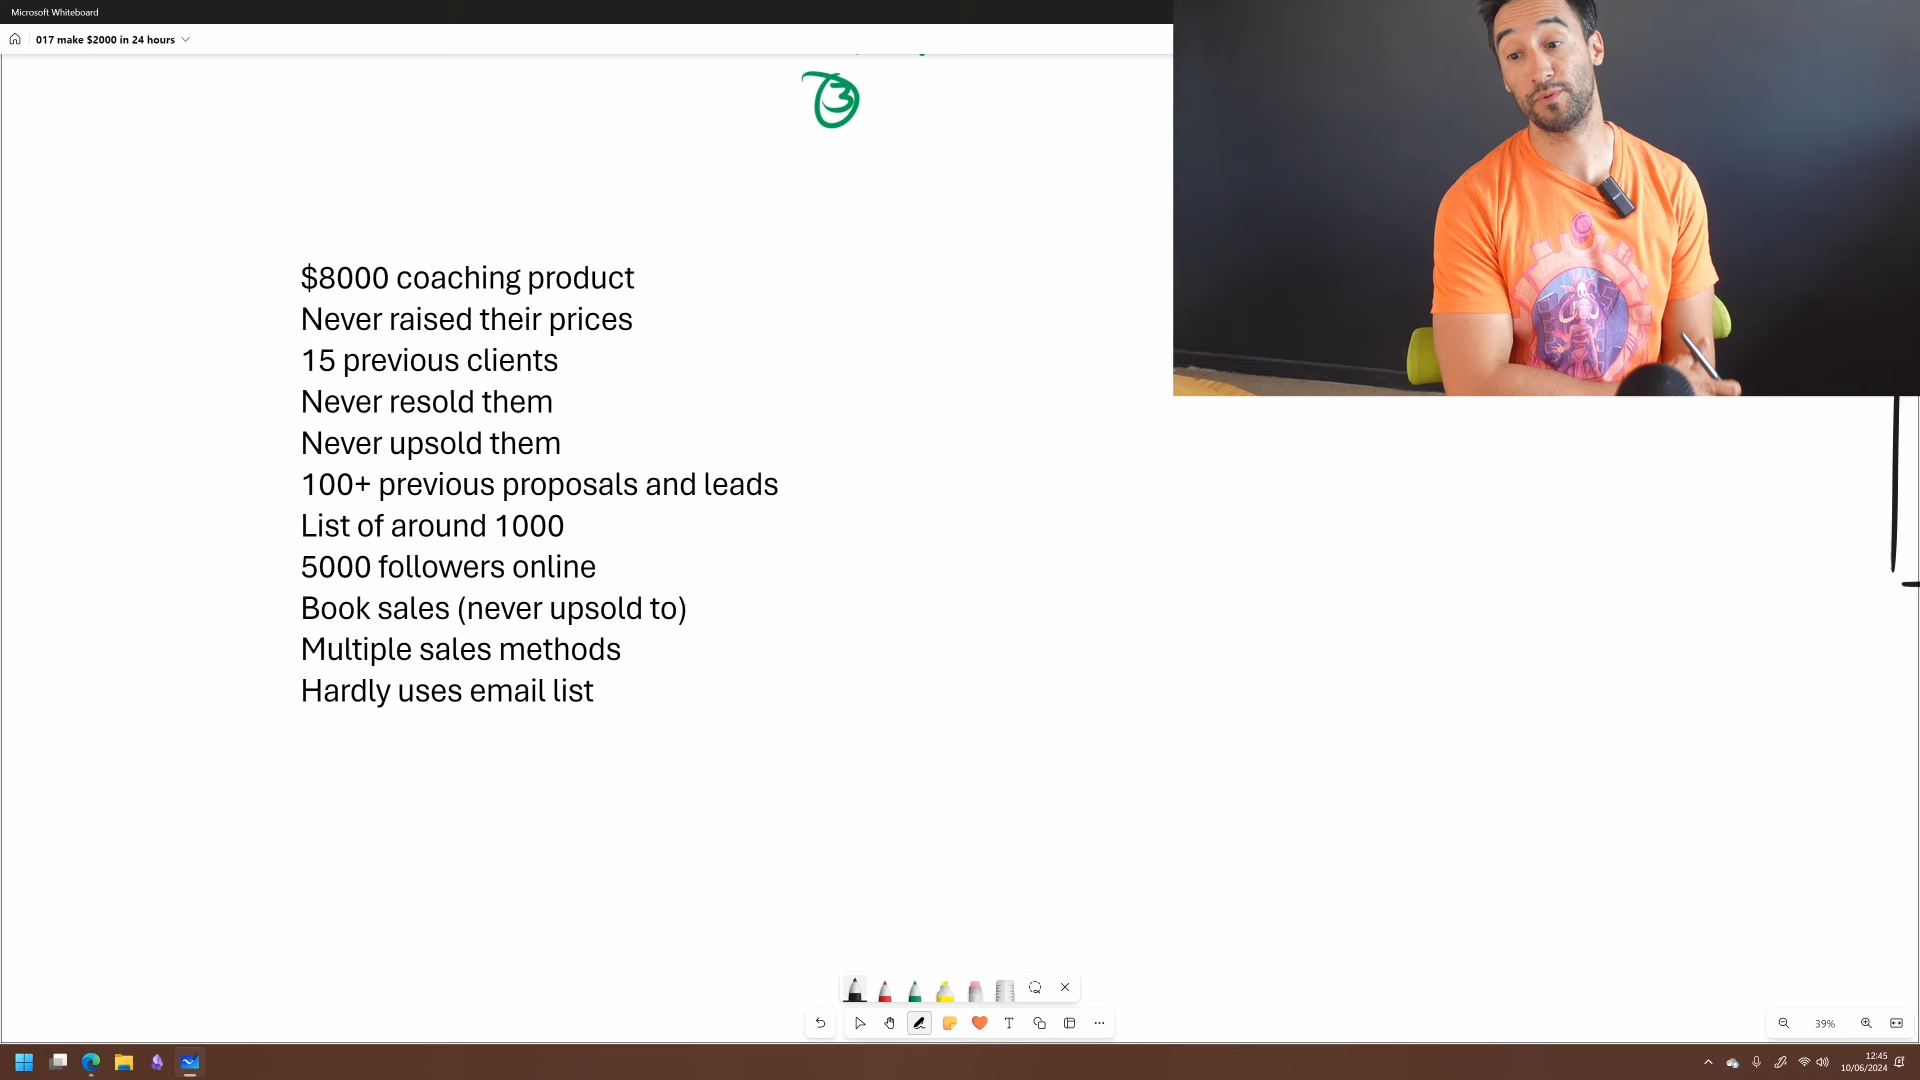 Microsoft Whiteboard
017 make $2000 in 24 hours
3
$8000 coaching product
Never raised their prices
15 previous clients
Never resold them
Never upsold them
100+ previous proposals and leads
List of around 1000
5000 followers online
Book sales (never upsold to)
Multiple sales methods
Hardly uses email list
39%
12:45
10/06/2024